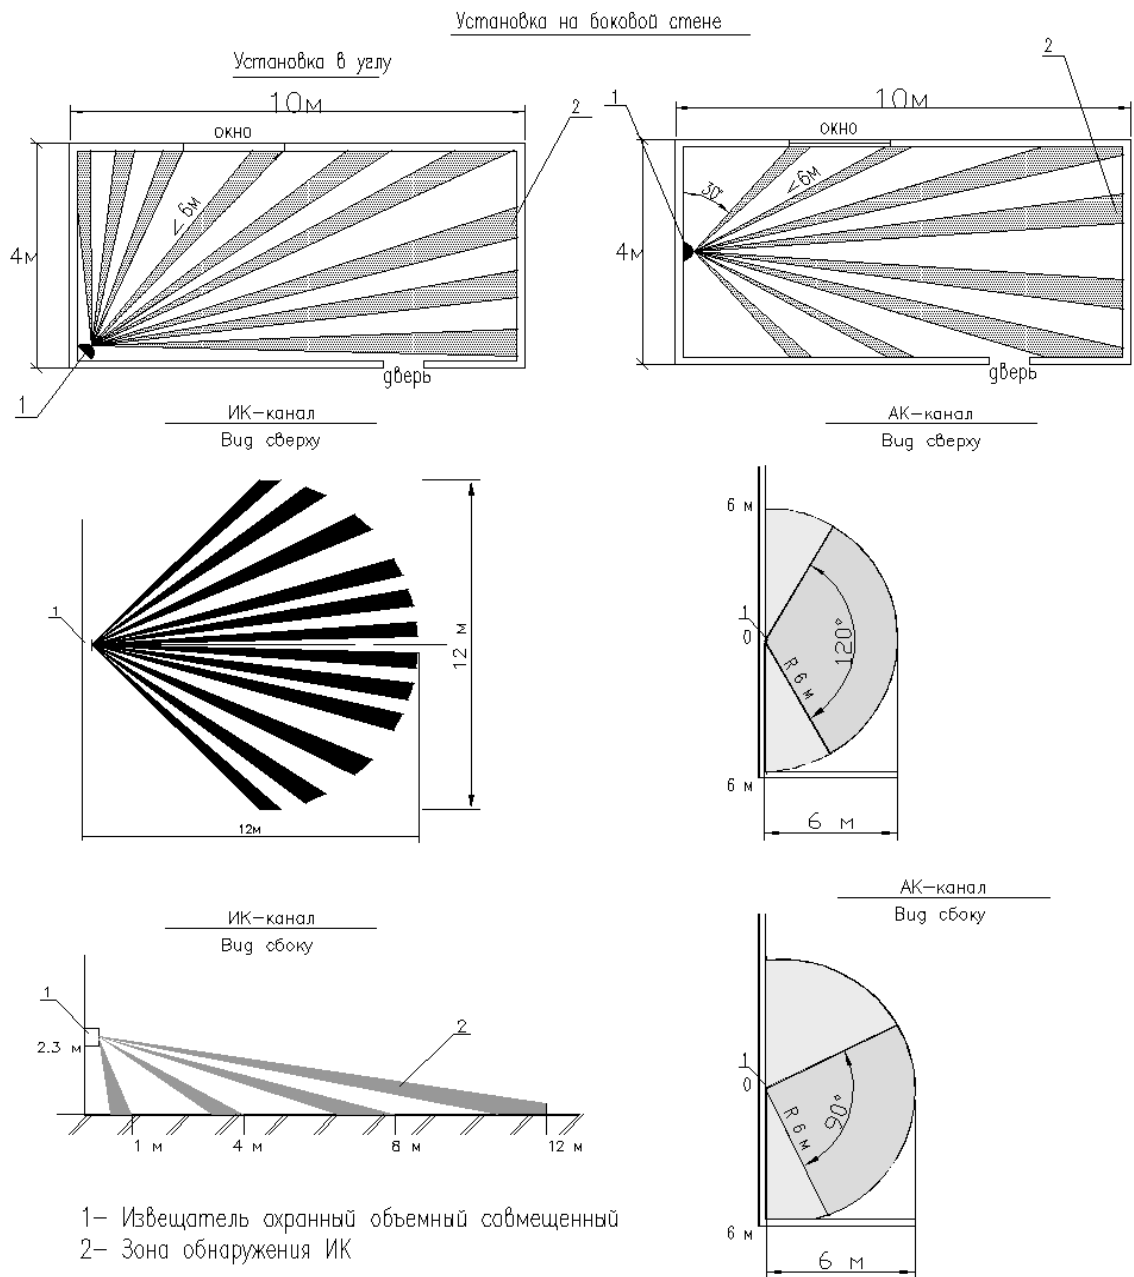 Установка на боковой стене
Установка в углу
10м
окно
<6м
2
4м
дверь
1
10м
окно
30°
<6м
2
1
4м
дверь
ИК-канал
Вид сверху
1
12 м
12м
АК-канал
Вид сверху
6 м
1
0
120°
R 6 м
6 м
6 м
ИК-канал
Вид сбоку
1
2
2.3 м
1 м
4 м
8 м
12 м
АК-канал
Вид сбоку
1
0
90°
R 6 м
6 м
6 м
1- Извещатель охранный объемный савмещенный
2- Зона обнаружения ИК